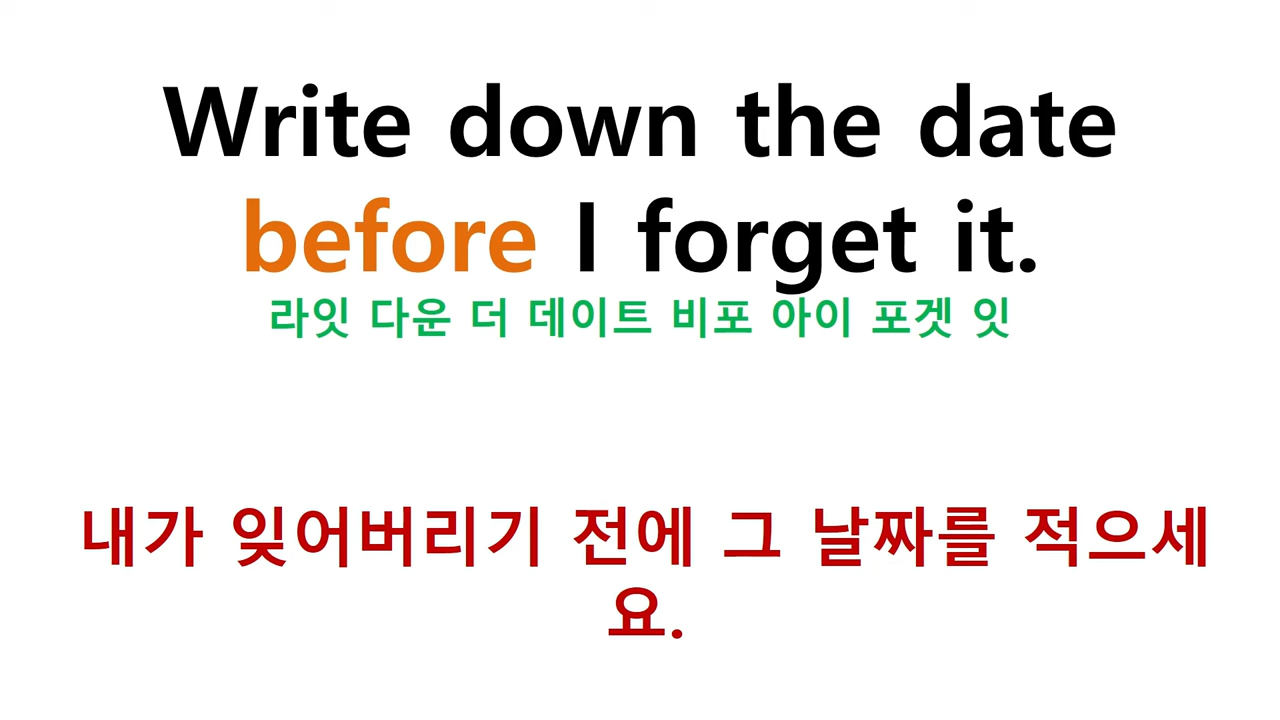 Write down the date
before I forget it.
라잇 다운 더 데이트 비포 아이 포겟 잇
내가 잊어버리기 전에 그 날짜를 적으세
요.